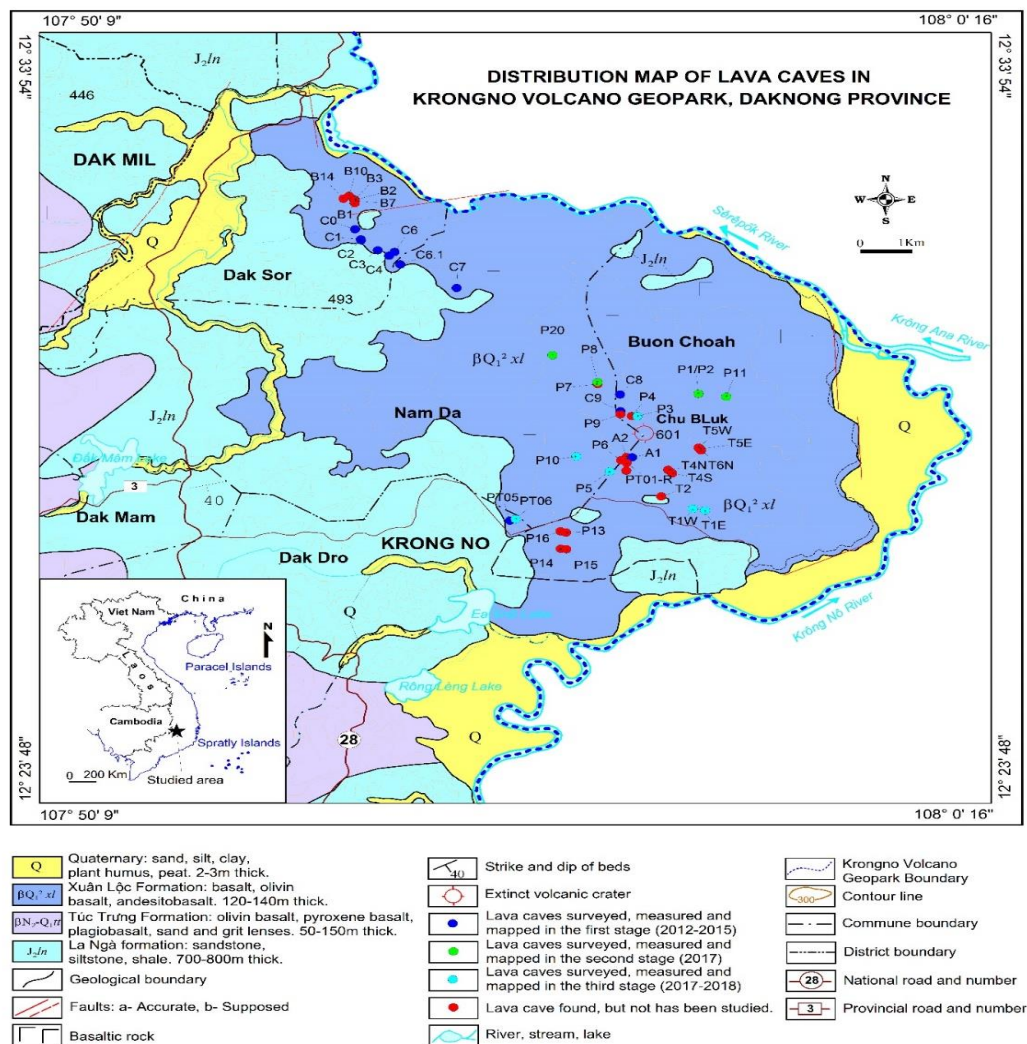 107° 50' 9"
108° 0' 16"
12° 33' 54"
12° 33' 54"
DISTRIBUTION MAP OF LAVA CAVES IN
KRONGNO VOLCANO GEOPARK, DAKNONG PROVINCE
J₂ln
446
DAK MIL
B14
B10
B3
B2
B7
B1
C0
C1
C2
C3
C4
C6
C6.1
C7
Q
Dak Sor
493
N
W
E
S
0 1Km
Sêrêpôk River
J₂ln
Krông Ana River
P20
P8
βQ₁² xl
P7
Buon Choah
C8
P4
P1/P2
P11
C9
P3
P9
Chu BLuk
601
J₂ln
Nam Da
A2
A1
P6
T5W
T5E
P10
P5
PT01-R
T4N
T6N
T4S
T2
Q
Đăk Mâm Lake
3
40
Dak Mam
PT05
PT06
T1W
T1E
βQ₁² xl
P16
P13
P14
P15
KRONG NO
Dak Dro
J₂ln
Q
Krông Nô River
Rông Lông Lake
Q
28
Viet Nam
China
N
Laos
Paracel Islands
Cambodia
Spratly Islands
0 200 Km
Studied area
12° 23' 48"
12° 23' 48"
107° 50' 9"
108° 0' 16"
Q
Quaternary: sand, silt, clay,
plant humus, peat. 2-3m thick.
βQ₁² xl
Xuân Lộc Formation: basalt, olivin
basalt, andesitobasalt. 120-140m thick.
βN₂-Q₁tt
Túc Trưng Formation: olivin basalt, pyroxene basalt,
plagiobasalt, sand and grit lenses. 50-150m thick.
J₂ln
La Ngà formation: sandstone,
siltstone, shale. 700-800m thick.
Geological boundary
Faults: a- Accurate, b- Supposed
Basaltic rock
40
Strike and dip of beds
Extinct volcanic crater
Lava caves surveyed, measured and
mapped in the first stage (2012-2015)
Lava caves surveyed, measured and
mapped in the second stage (2017)
Lava caves surveyed, measured and
mapped in the third stage (2017-2018)
Lava cave found, but not has been studied.
River, stream, lake
Krongno Volcano
Geopark Boundary
300
Contour line
Commune boundary
District boundary
28
National road and number
3
Provincial road and number